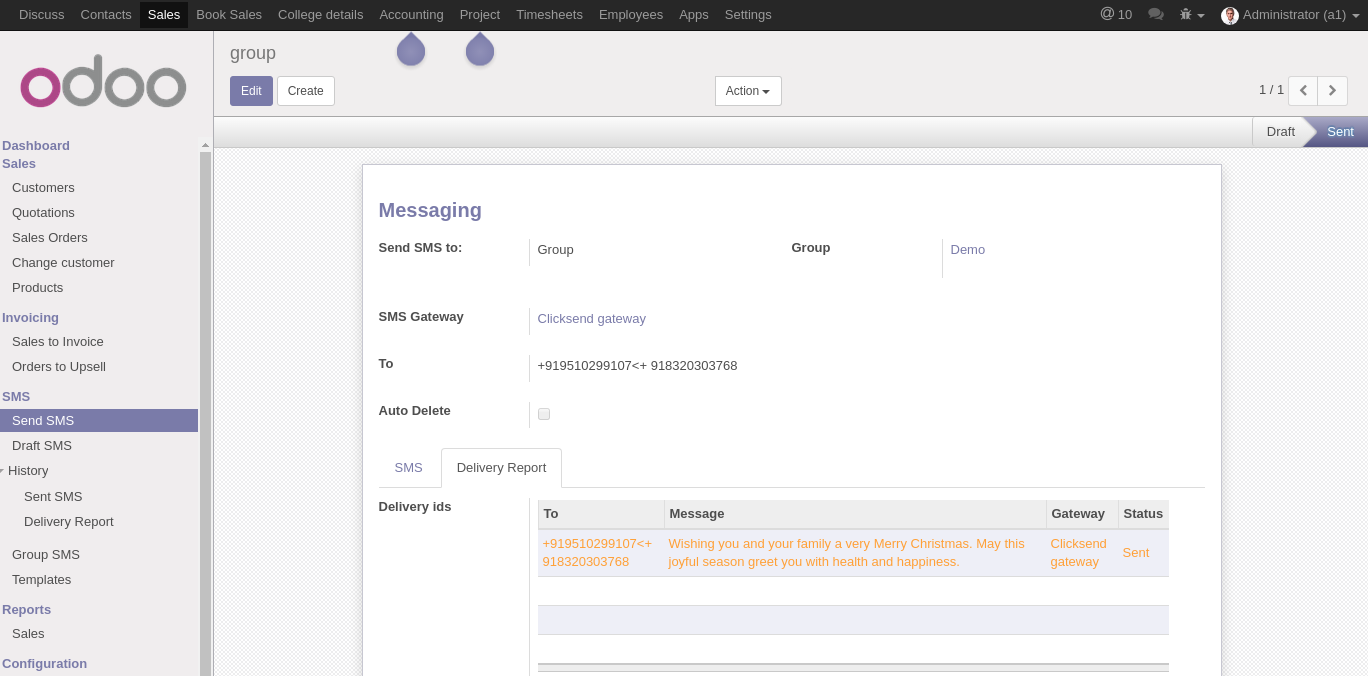 Discuss Contacts Sales Book Sales College details Accounting Project Timesheets Employees Apps Settings @ 10 Administrator (a1)
odoo
group
Edit Create Action 1 / 1
Draft Sent
Dashboard
Sales
Customers
Quotations
Sales Orders
Change customer
Products
Invoicing
Sales to Invoice
Orders to Upsell
SMS
Send SMS
Draft SMS
History
Sent SMS
Delivery Report
Group SMS
Templates
Reports
Sales
Configuration
Messaging
Send SMS to: Group Group Demo
SMS Gateway Clicksend gateway
To +919510299107<+ 918320303768
Auto Delete
SMS Delivery Report
Delivery ids
To Message Gateway Status
+919510299107<+ Wishing you and your family a very Merry Christmas. May this Clicksend Sent
918320303768 joyful season greet you with health and happiness. gateway